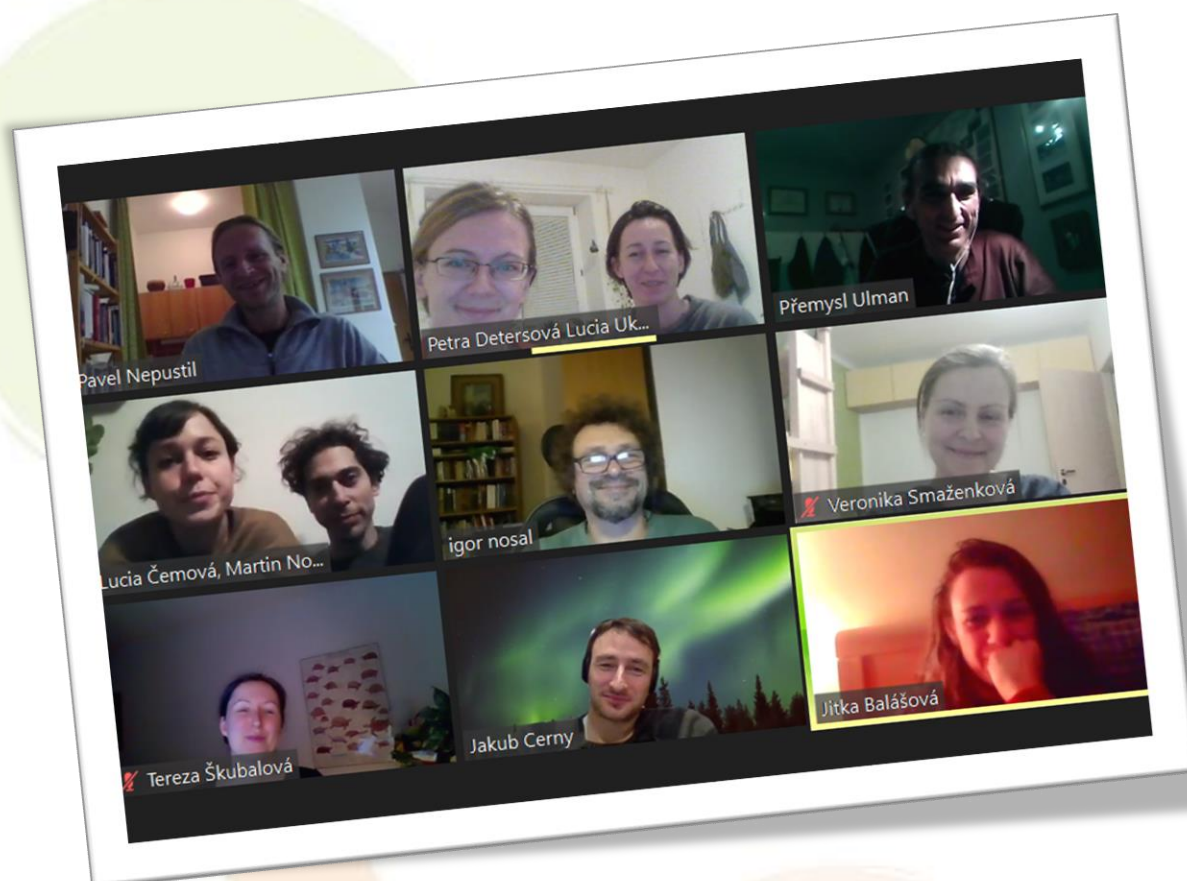 Pavel Nepustil
Petra Detersová Lucia Uk...
Přemysl Ulman
Lucia Čemová, Martin No...
igor nosal
Veronika Smaženková
Tereza Škubalová
Jakub Cerny
Jitka Balášová